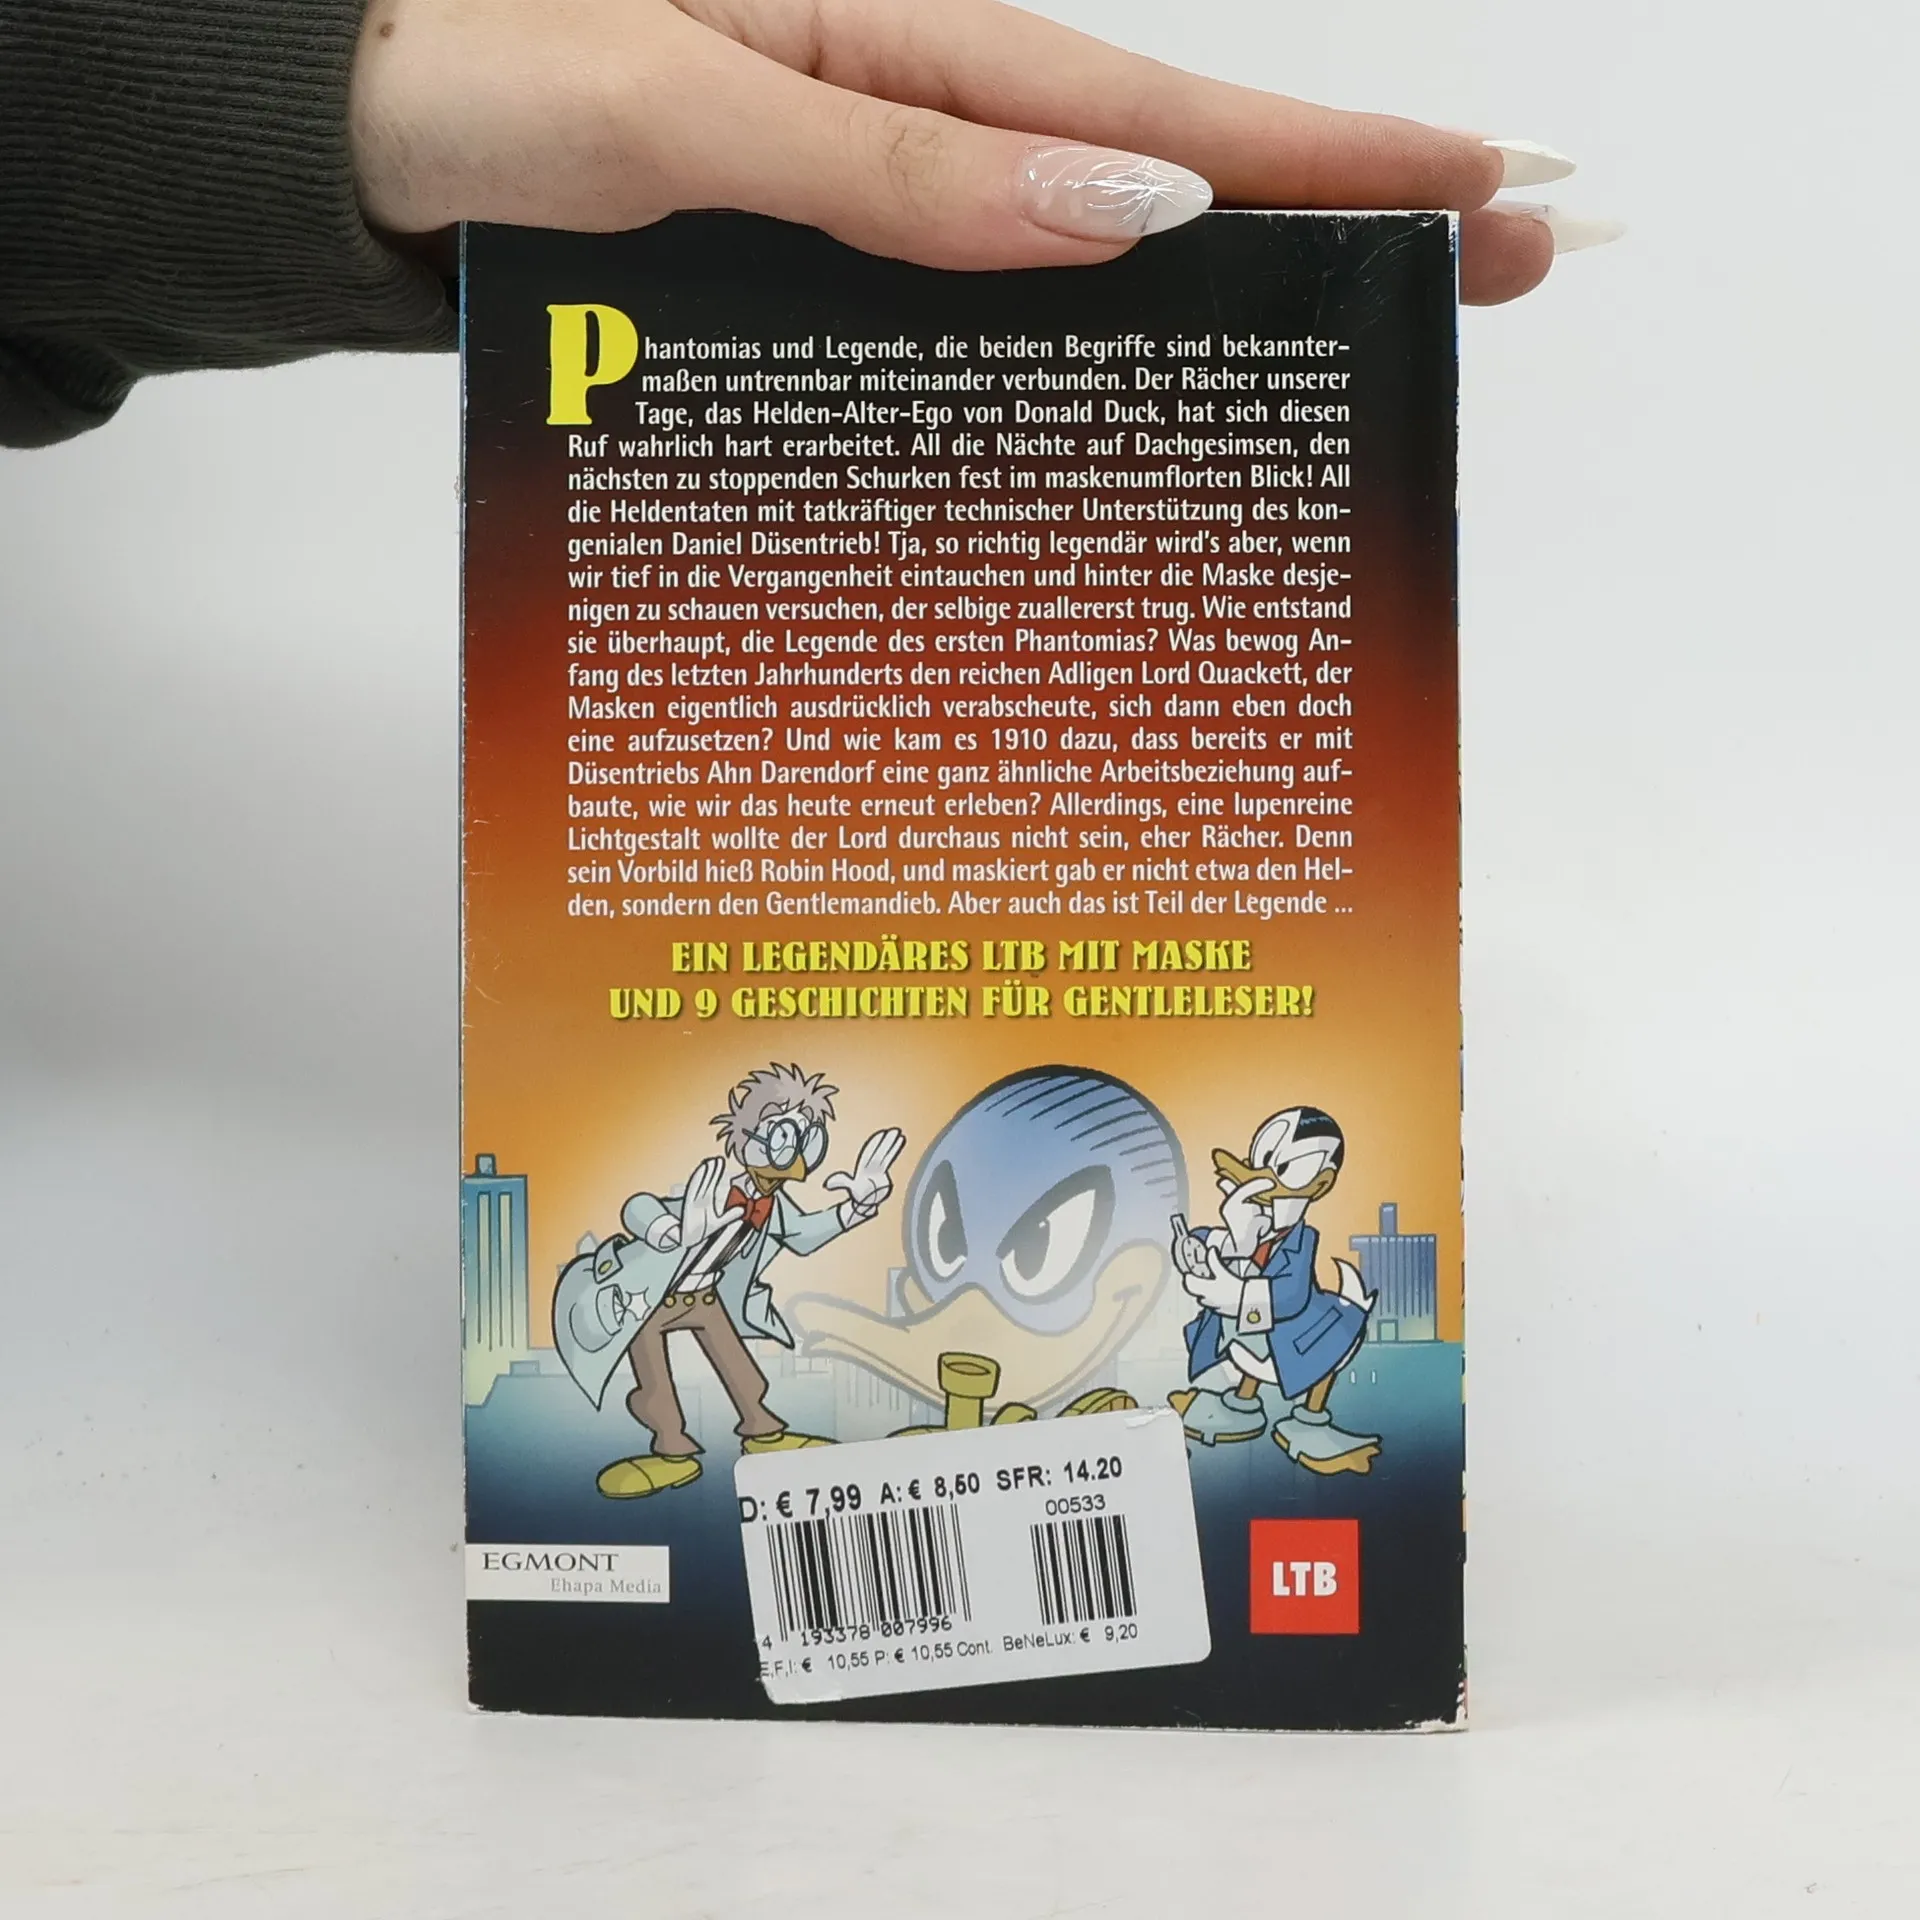 Phantomias und Legende, die beiden Begriffe sind bekannter-
maßen untrennbar miteinander verbunden. Der Rächer unserer
Tage, das Helden-Alter-Ego von Donald Duck, hat sich diesen
Ruf wahrlich hart erarbeitet. All die Nächte auf Dachgesimsen, den
nächsten zu stoppenden Schurken fest im maskenumflorten Blick! All
die Heldentaten mit tatkräftiger technischer Unterstützung des kon-
genialen Daniel Düsentrieb! Tja, so richtig legendär wird's aber, wenn
wir tief in die Vergangenheit eintauchen und hinter die Maske desje-
nigen zu schauen versuchen, der selbige zuallererst trug. Wie entstand
sie überhaupt, die Legende des ersten Phantomias? Was bewog An-
fang des letzten Jahrhunderts den reichen Adligen Lord Quackett, der
Masken eigentlich ausdrücklich verabscheute, sich dann eben doch
eine aufzusetzen? Und wie kam es 1910 dazu, dass bereits er mit
Düsentriebs Ahn Darendorf eine ganz ähnliche Arbeitsbeziehung auf-
baute, wie wir das heute erneut erleben? Allerdings, eine lupenreine
Lichtgestalt wollte der Lord durchaus nicht sein, eher Rächer. Denn
sein Vorbild hieß Robin Hood, und maskiert gab er nicht etwa den Hel-
den, sondern den Gentlemandieb. Aber auch das ist Teil der Legende ...
EIN LEGENDÄRES LTB MIT MASKE
UND 9 GESCHICHTEN FÜR GENTLELESER!
D: € 7,99 A: € 8,50 SFR: 14.20
00533
4 193378 007996
E,F,I: € 10,55 P: € 10,55 Cont. BeNeLux: € 9,20
EGMONT
Ehapa Media
LTB